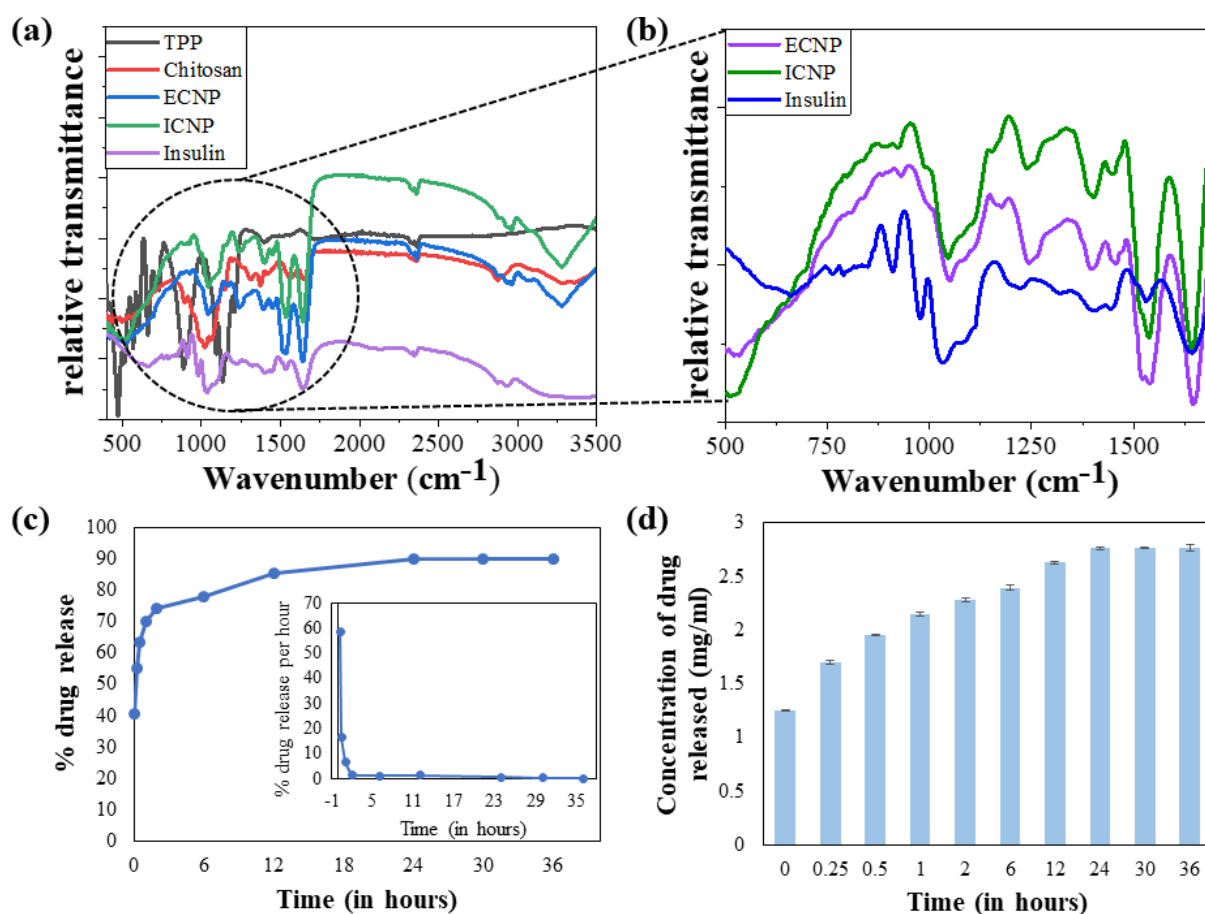 (a)
TPP
Chitosan
ECNP
ICNP
Insulin
relative transmittance
500 1000 1500 2000 2500 3000 3500
Wavenumber (cm-1)
(b)
ECNP
ICNP
Insulin
relative transmittance
500 750 1000 1250 1500
Wavenumber (cm-1)
(c)
100
90
80
70
60
50
40
30
20
10
0
% drug release
0 6 12 18 24 30 36
Time (in hours)
70
60
50
40
30
20
10
0
% drug release per hour
-1 5 11 17 23 29 35
Time (in hours)
(d)
3
2.5
2
1.5
1
0.5
0
Concentration of drug
released (mg/ml)
0 0.25 0.5 1 2 6 12 24 30 36
Time (in hours)